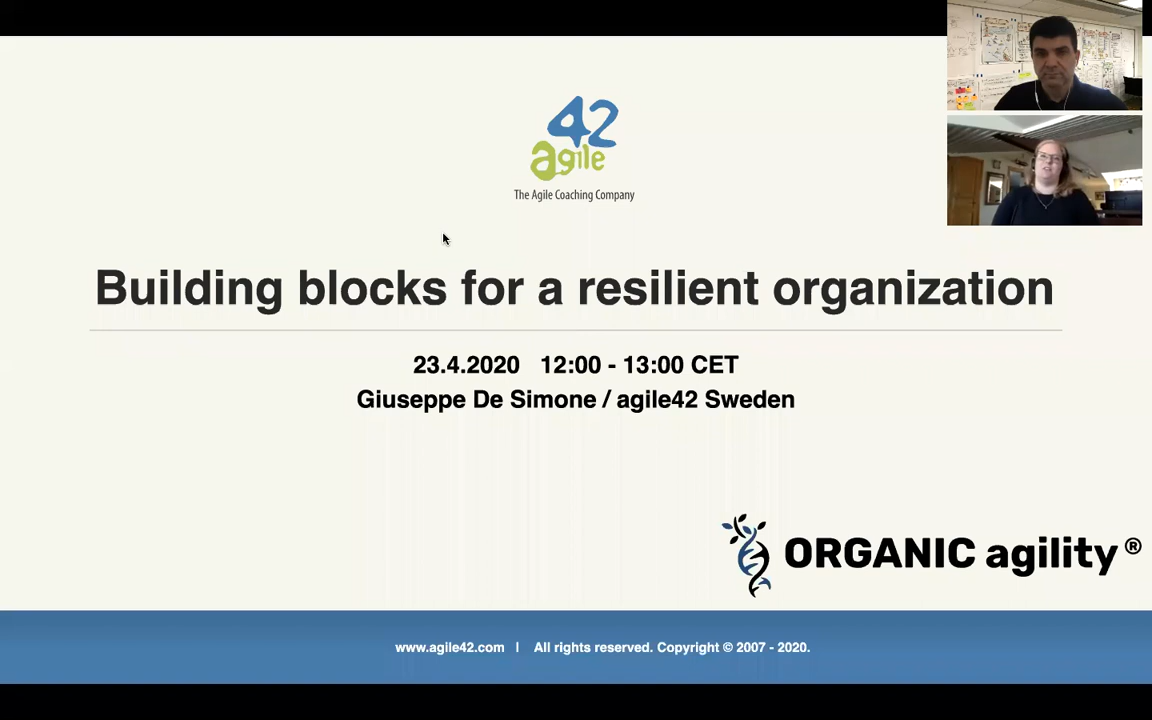 42
agile
The Agile Coaching Company
Building blocks for a resilient organization
23.4.2020 12:00 - 13:00 CET
Giuseppe De Simone / agile42 Sweden
ORGANIC agility®
www.agile42.com | All rights reserved. Copyright © 2007 - 2020.